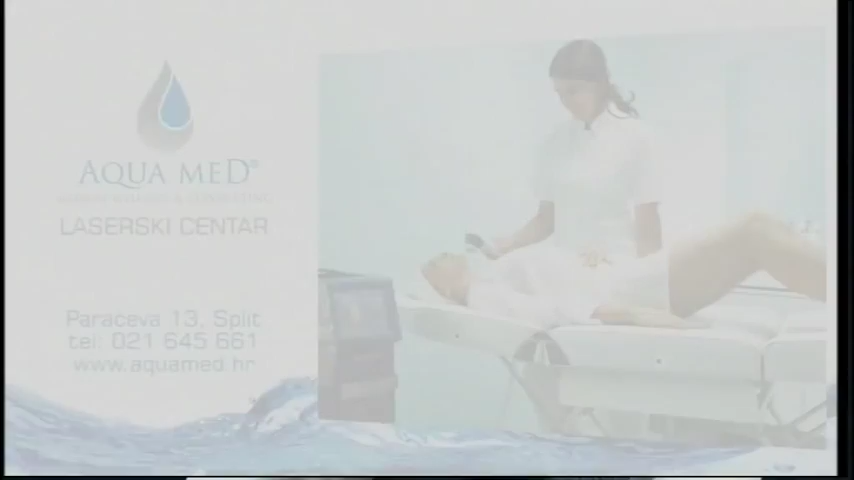 AQUA MED®
LASERSKI CENTAR
Paraceva 13, Split
tel: 021 645 661
www.aquamed.hr